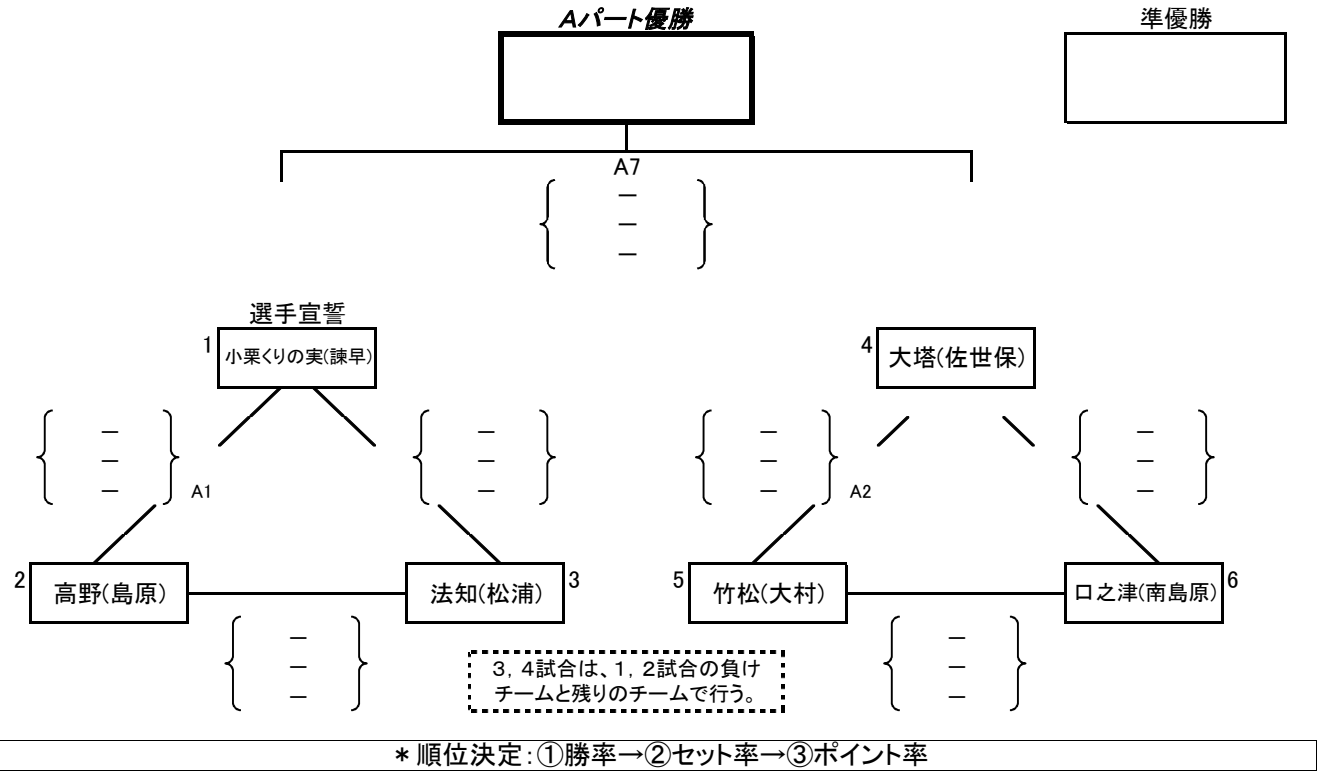 Aパート優勝
準優勝
A7
－
－
－
選手宣誓
1
小栗くりの実(諫早)
4
大塔(佐世保)
－
－
－
A1
－
－
－
－
－
－
A2
－
－
－
2
高野(島原)
法知(松浦)
3
5
竹松(大村)
口之津(南島原)
6
－
－
－
3，4試合は、1，2試合の負け
チームと残りのチームで行う。
－
－
－
＊順位決定：①勝率→②セット率→③ポイント率